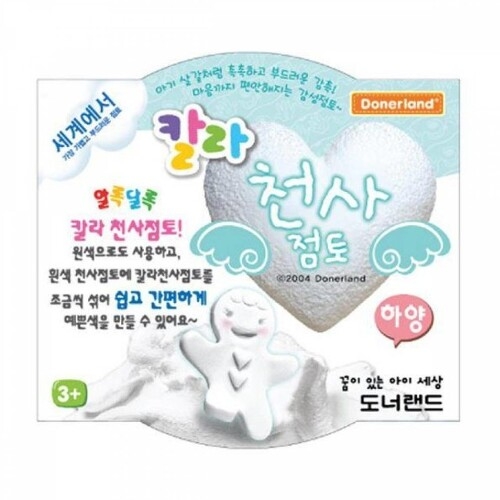 아기 살결처럼 촉촉하고 부드러운 감촉!
마음까지 편안해지는 감성점토~
Donerland®
세계에서
가장 가볍고 부드러운 점토
칼라
천사
점토
©2004 Donerland
알록달록
칼라 천사점토!
흰색으로도 사용하고,
흰색 천사점토에 칼라천사점토를
조금씩 섞어 쉽고 간편하게
예쁜색을 만들 수 있어요~
하양
3+
꿈이 있는 아이 세상
도너랜드